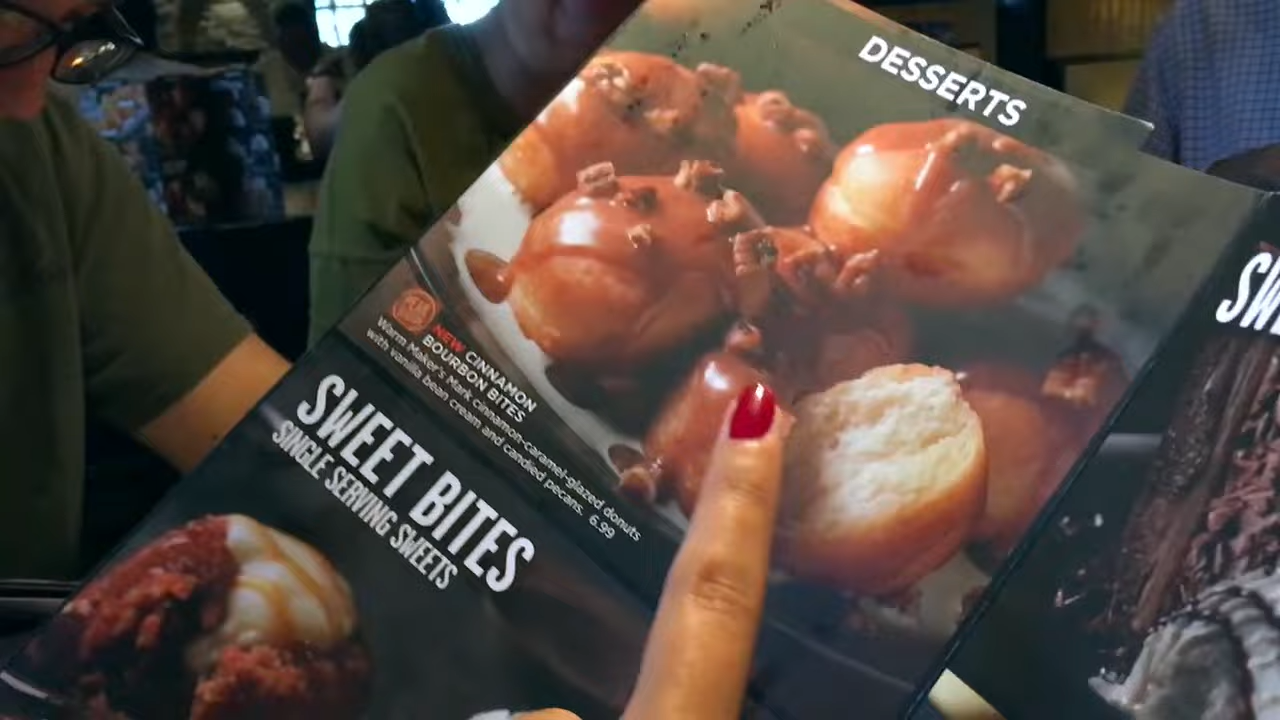 DESSERTS
NEW CINNAMON
BOURBON BITES
Warm Maker's Mark cinnamon-caramel-glazed donuts
with vanilla bean cream and candied pecans. 6.99
SWEET BITES
SINGLE SERVING SWEETS